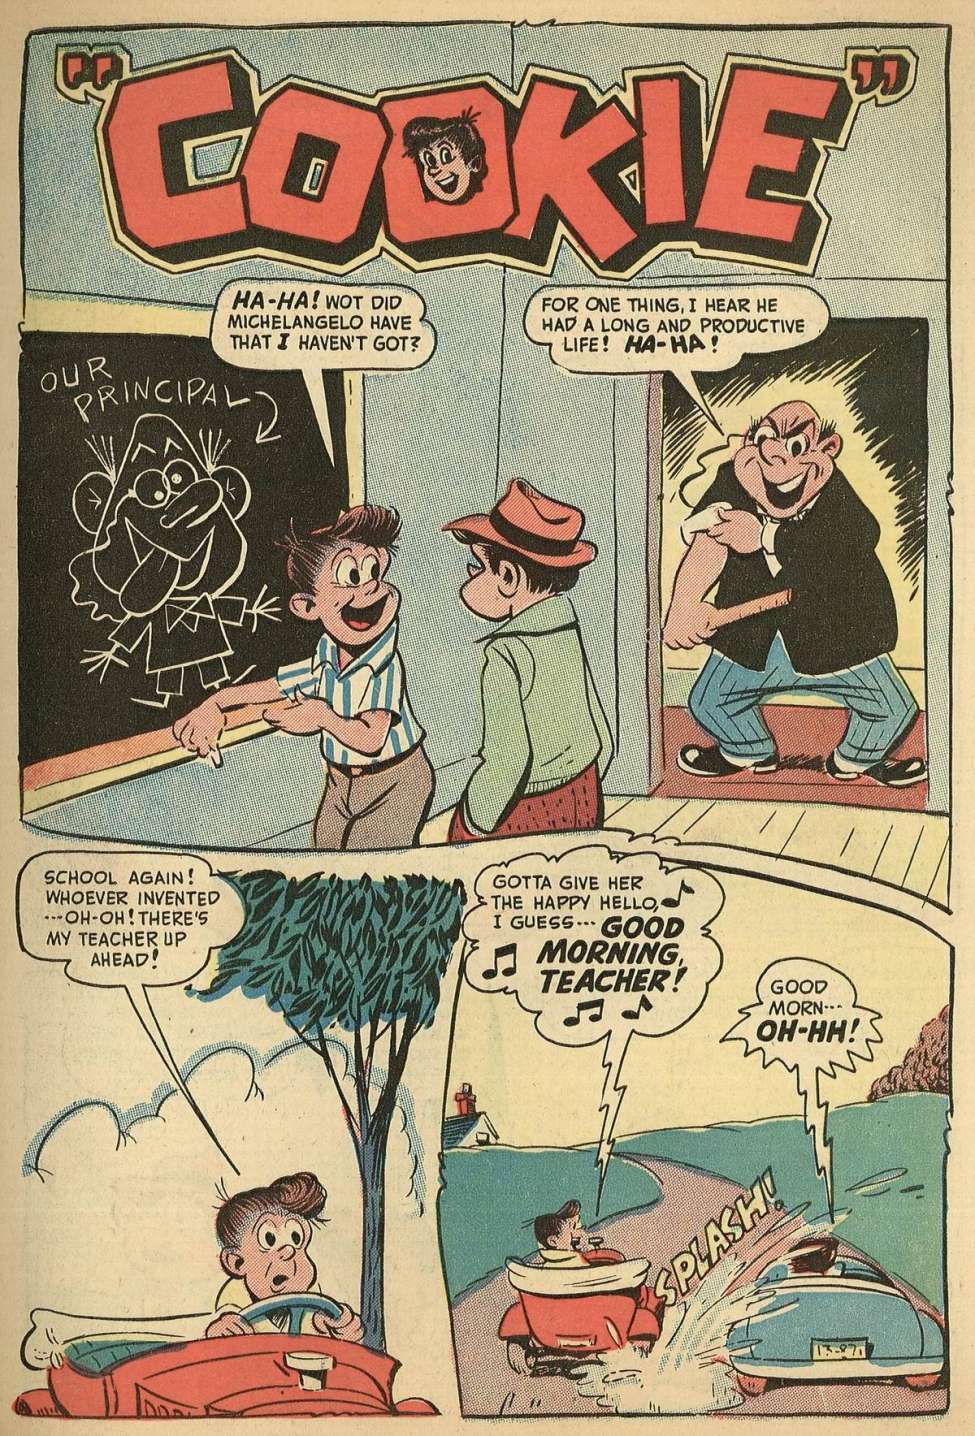 "COOKIE"
HA-HA! WOT DID
MICHELANGELO HAVE
THAT I HAVEN'T GOT?
FOR ONE THING, I HEAR HE
HAD A LONG AND PRODUCTIVE
LIFE! HA-HA!
OUR
PRINCIPAL
SCHOOL AGAIN!
WHOEVER INVENTED
---OH-OH! THERE'S
MY TEACHER UP
AHEAD!
GOTTA GIVE HER
THE HAPPY HELLO,
I GUESS--- GOOD
MORNING,
TEACHER!
GOOD
MORN---
OH-HH!
SPLASH!